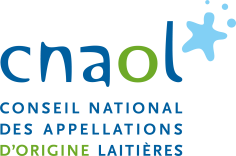 cnaol
CONSEIL NATIONAL
DES APPELLATIONS
D'ORIGINE LAITIÈRES